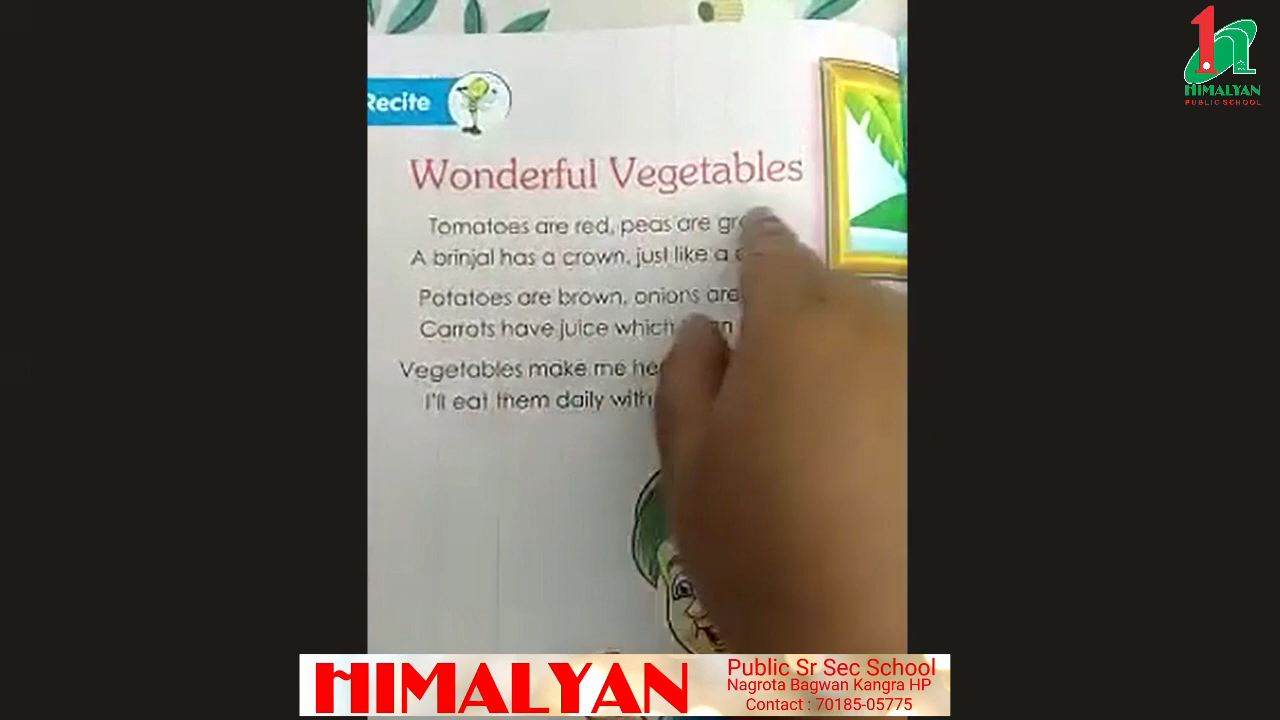 Recite
Wonderful Vegetables
Tomatoes are red, peas are
A brinjal has a crown, just like a
Potatoes are brown, onions are
Carrots have juice which
Vegetables make me
I'll eat them daily with
HIMALYAN
PUBLIC SCHOOL
HIMALYAN
Public Sr Sec School
Nagrota Bagwan Kangra HP
Contact : 70185-05775